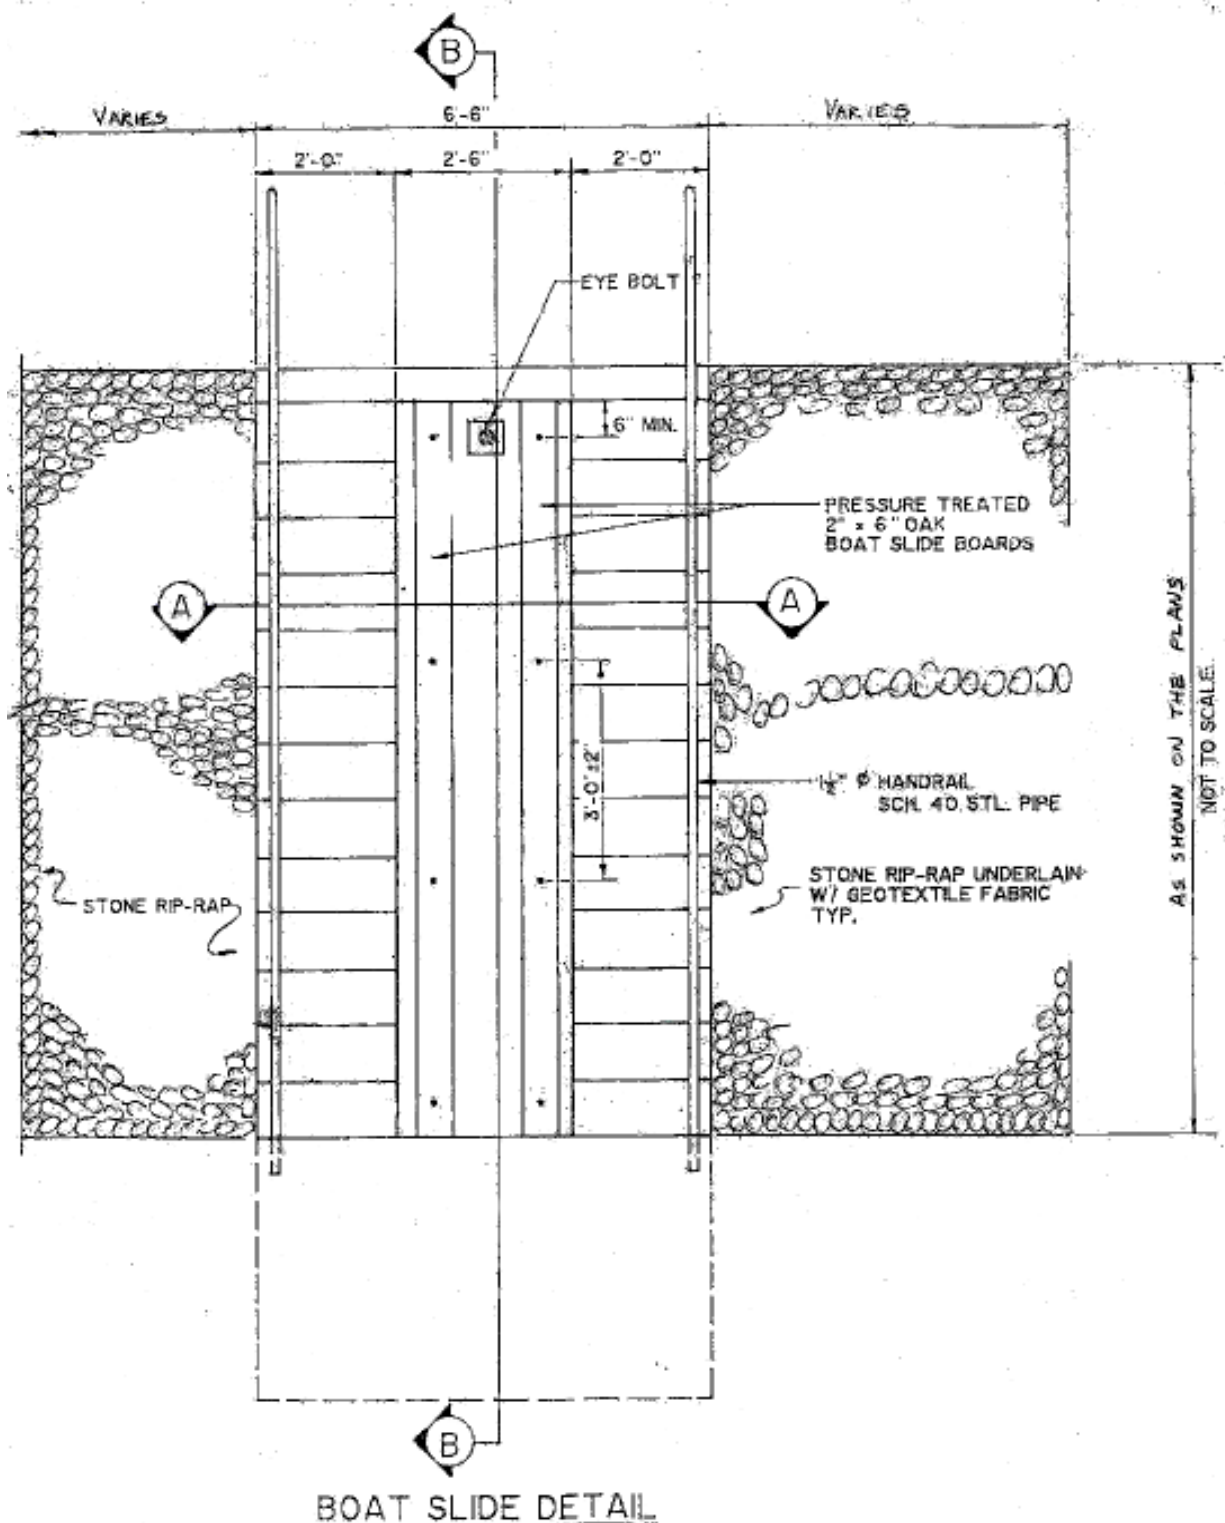 B
VARIES
6'-6"
VARIES
2'-0"
2'-6"
2'-0"
EYE BOLT
6" MIN.
PRESSURE TREATED
2" x 6" OAK
BOAT SLIDE BOARDS
A
A
3'-0"±2"
1½" Ø HANDRAIL
SCH. 40. STL. PIPE
STONE RIP-RAP
STONE RIP-RAP UNDERLAIN
W/ GEOTEXTILE FABRIC
TYP.
AS SHOWN ON THE PLANS
NOT TO SCALE.
B
BOAT SLIDE DETAIL